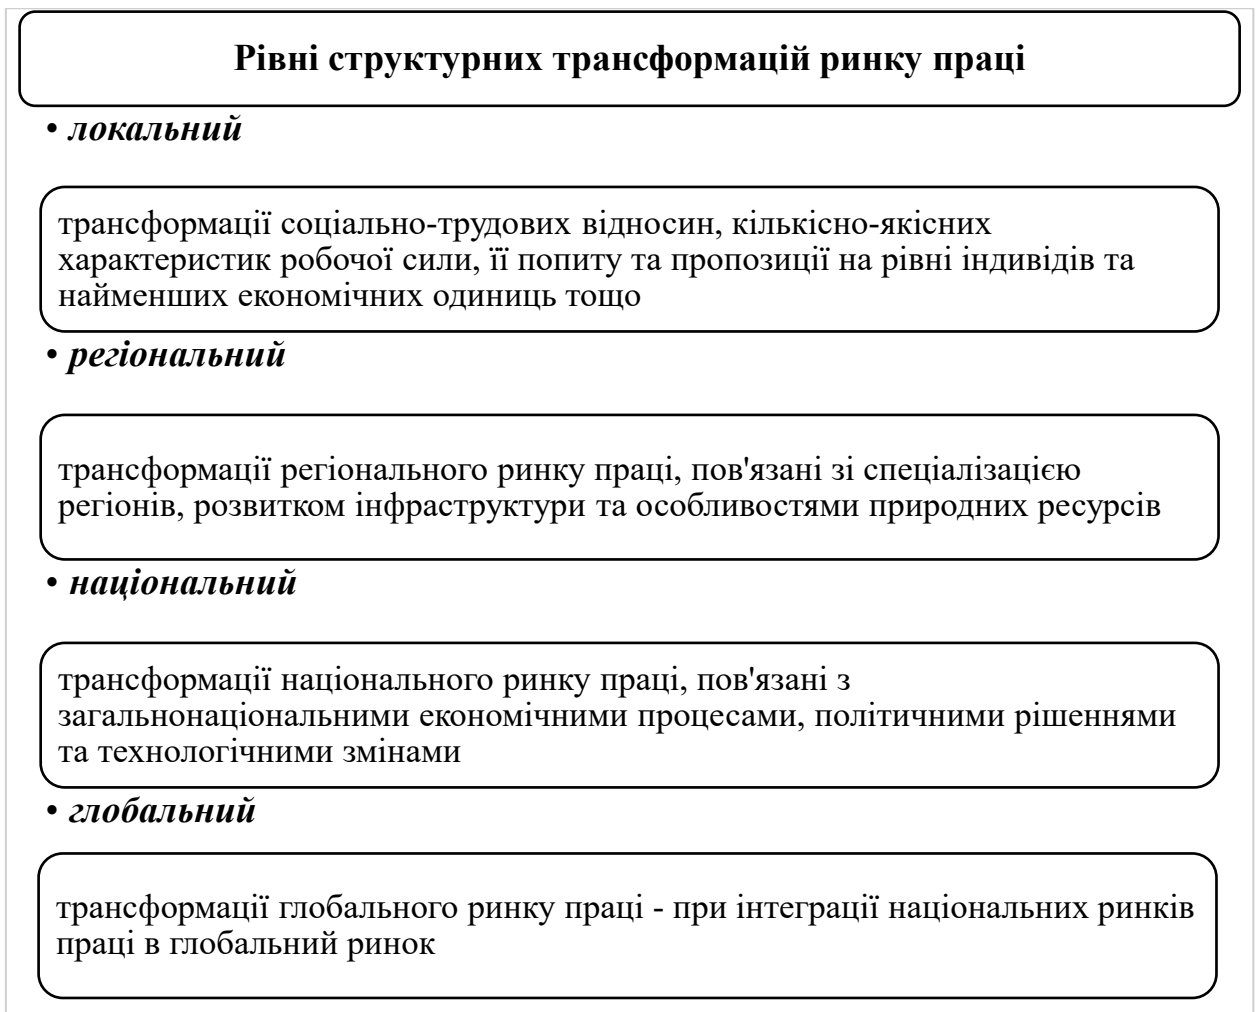 Рівні структурних трансформацій ринку праці
• локальний
трансформації соціально-трудових відносин, кількісно-якісних
характеристик робочої сили, її попиту та пропозиції на рівні індивідів та
найменших економічних одиниць тощо
• регіональний
трансформації регіонального ринку праці, пов'язані зі спеціалізацією
регіонів, розвитком інфраструктури та особливостями природних ресурсів
• національний
трансформації національного ринку праці, пов'язані з
загальнонаціональними економічними процесами, політичними рішеннями
та технологічними змінами
• глобальний
трансформації глобального ринку праці - при інтеграції національних ринків
праці в глобальний ринок